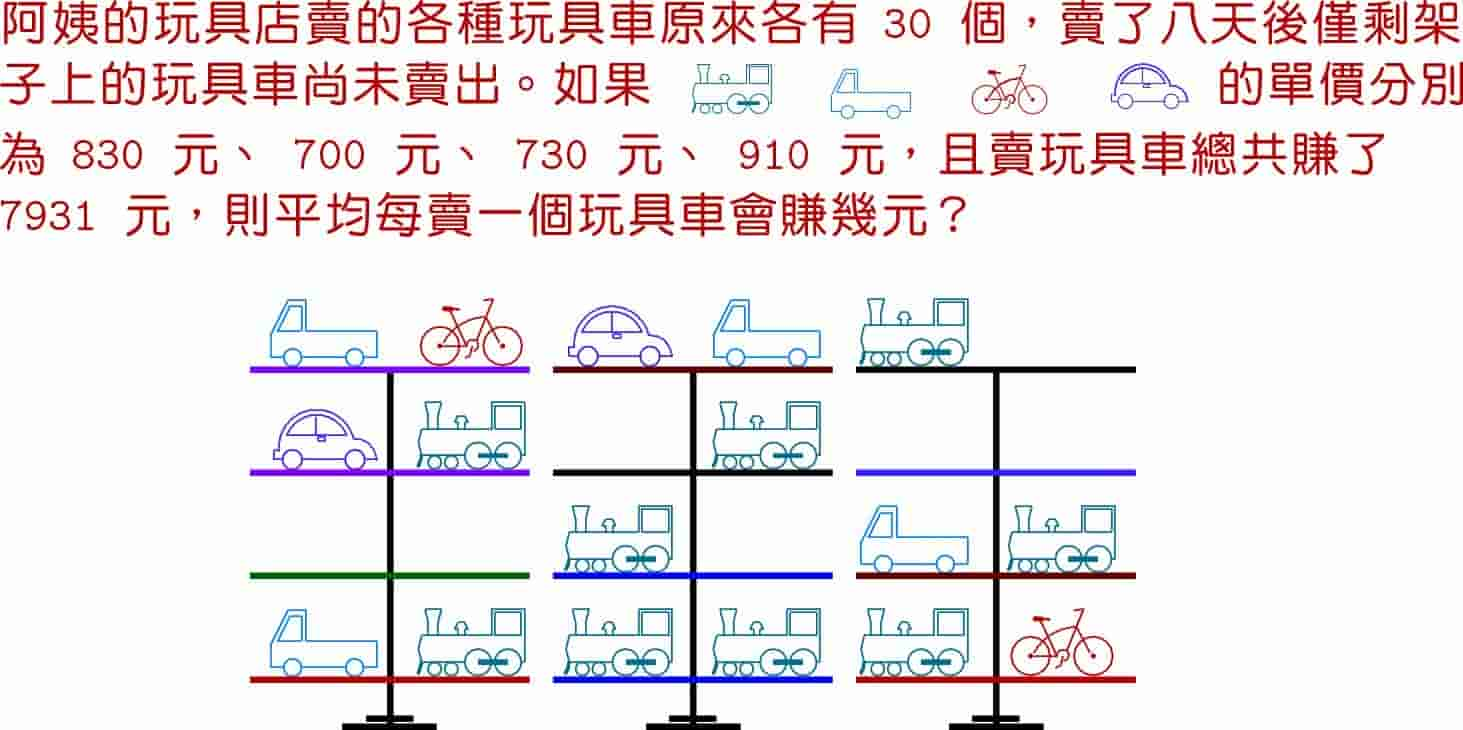 阿姨的玩具店賣的各種玩具車原來各有 30 個，賣了八天後僅剩架
子上的玩具車尚未賣出。如果 的單價分別
為 830 元、 700 元、 730 元、 910 元，且賣玩具車總共賺了
7931 元，則平均每賣一個玩具車會賺幾元？